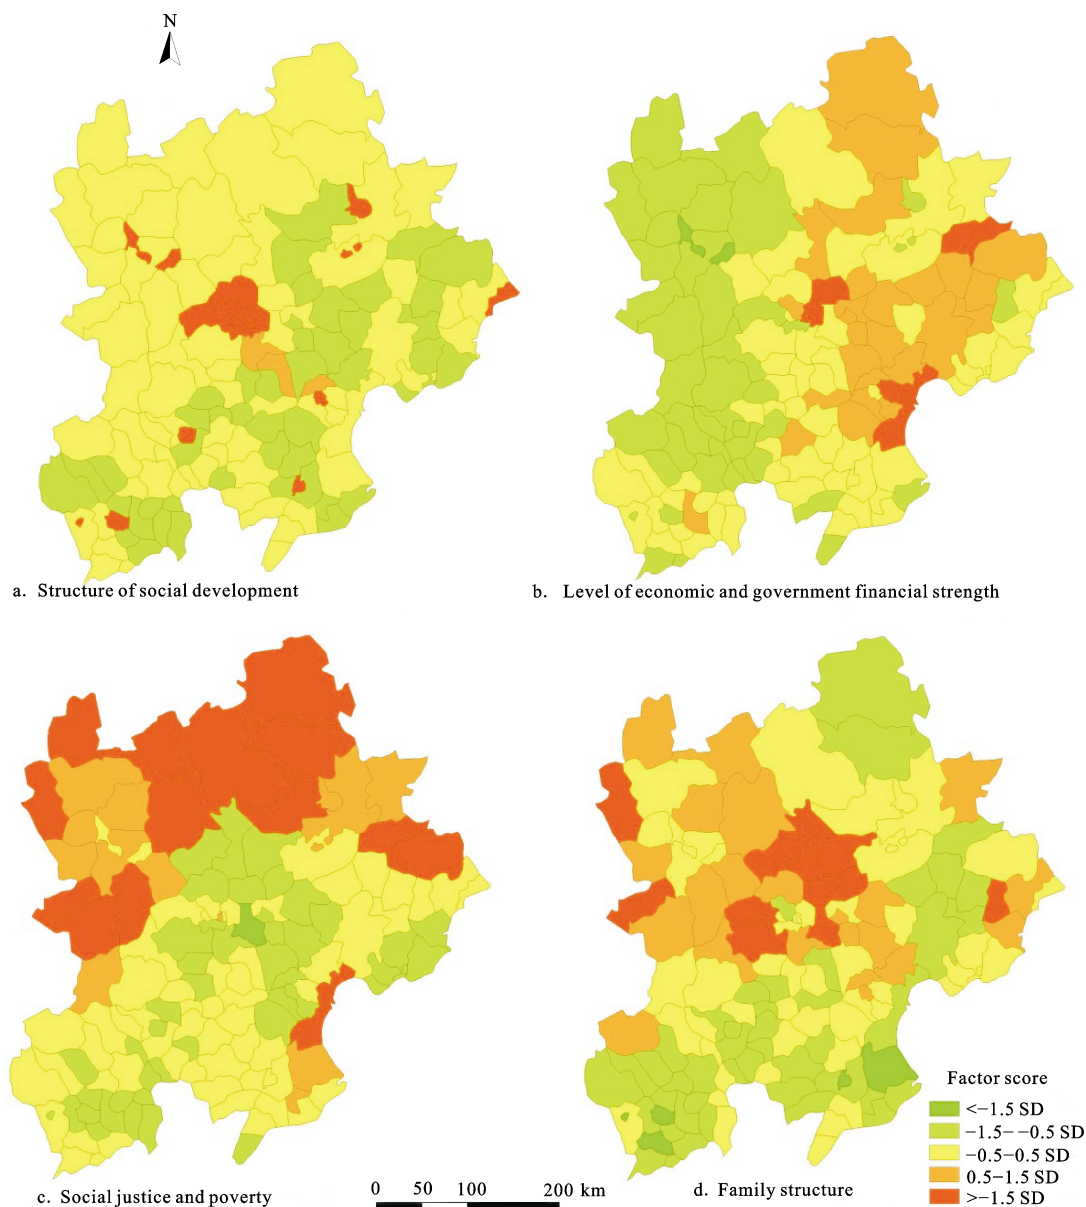 N
a. Structure of social development
b. Level of economic and government financial strength
Factor score
<−1.5 SD
−1.5− −0.5 SD
−0.5−0.5 SD
0.5−1.5 SD
>−1.5 SD
c. Social justice and poverty
0 50 100 200 km
d. Family structure